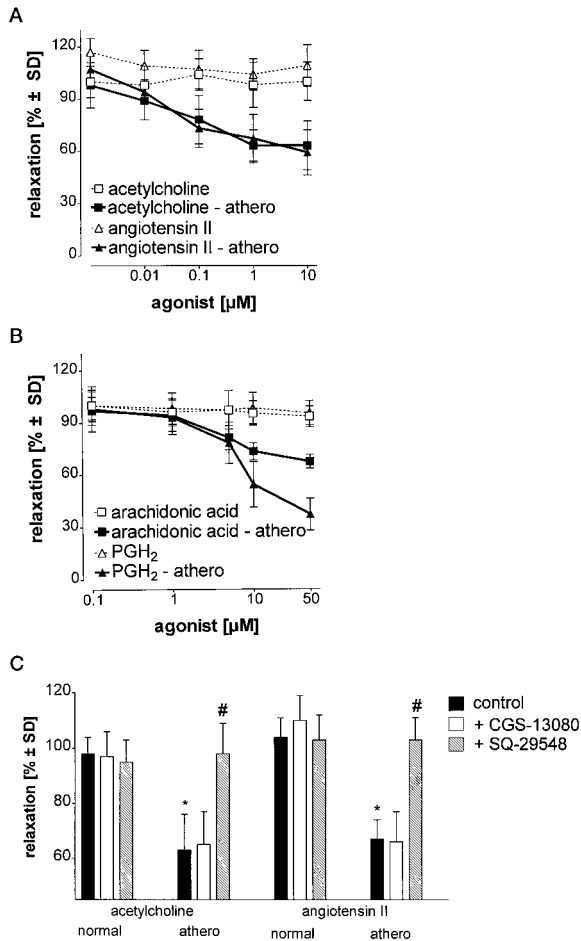 A
relaxation [% ± SD]
120
90
60
30
0
acetylcholine
acetylcholine - athero
angiotensin II
angiotensin II - athero
0.01 0.1 1 10
agonist [µM]
B
relaxation [% ± SD]
120
90
60
30
0
arachidonic acid
arachidonic acid - athero
PGH2
PGH2 - athero
0.1 1 10 50
agonist [µM]
C
relaxation [% ± SD]
120
100
80
60
* # * #
control
+ CGS-13080
+ SQ-29548
acetylcholine angiotensin II
normal athero normal athero